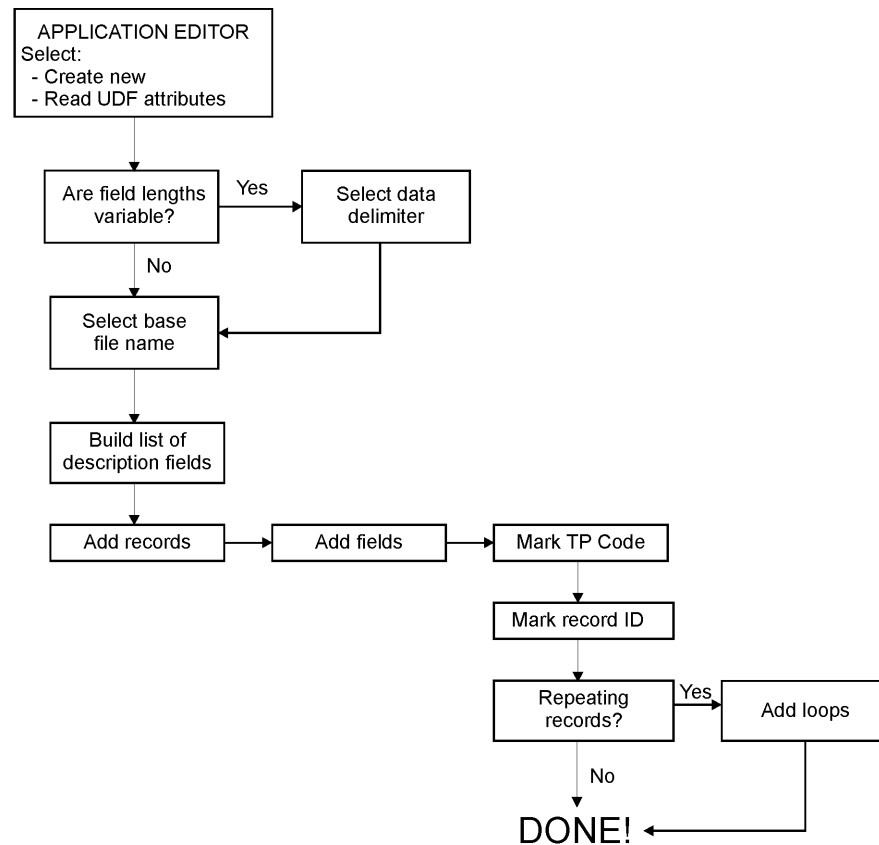 APPLICATION EDITOR
Select:
- Create new
- Read UDF attributes
Are field lengths
variable?
Yes
Select data
delimiter
No
Select base
file name
Build list of
description fields
Add records
Add fields
Mark TP Code
Mark record ID
Repeating
records?
Yes
Add loops
No
DONE!